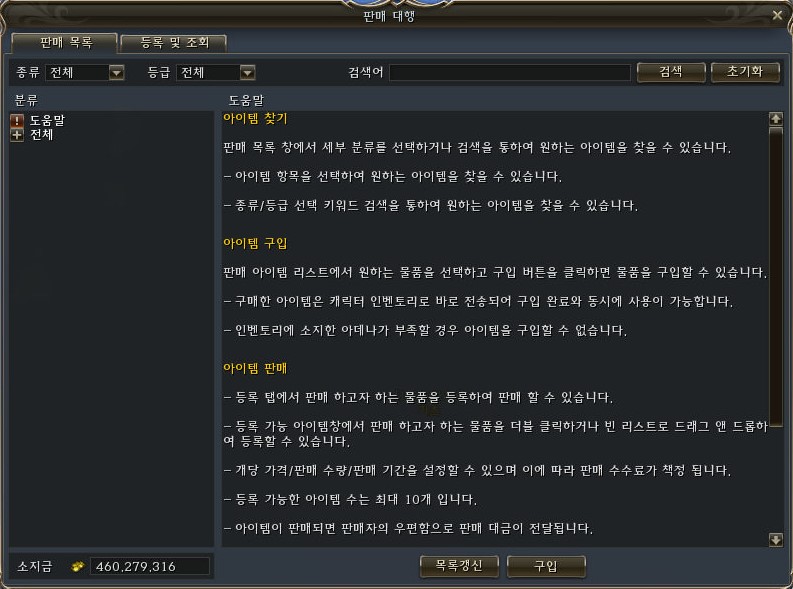 판매 대행
판매 목록
등록 및 조회
종류 전체
등급 전체
검색어
검색
초기화
분류
도움말
전체
도움말
아이템 찾기
판매 목록 창에서 세부 분류를 선택하거나 검색을 통하여 원하는 아이템을 찾을 수 있습니다.
- 아이템 항목을 선택하여 원하는 아이템을 찾을 수 있습니다.
- 종류/등급 선택 키워드 검색을 통하여 원하는 아이템을 찾을 수 있습니다.
아이템 구입
판매 아이템 리스트에서 원하는 물품을 선택하고 구입 버튼을 클릭하면 물품을 구입할 수 있습니다.
- 구매한 아이템은 캐릭터 인벤토리로 바로 전송되어 구입 완료와 동시에 사용이 가능합니다.
- 인벤토리에 소지한 아데나가 부족할 경우 아이템을 구입할 수 없습니다.
아이템 판매
- 등록 탭에서 판매 하고자 하는 물품을 등록하여 판매 할 수 있습니다.
- 등록 가능 아이템창에서 판매 하고자 하는 물품을 더블 클릭하거나 빈 리스트로 드래그 앤 드롭하
여 등록할 수 있습니다.
- 개당 가격/판매 수량/판매 기간을 설정할 수 있으며 이에 따라 판매 수수료가 책정 됩니다.
- 등록 가능한 아이템 수는 최대 10개 입니다.
- 아이템이 판매되면 판매자의 우편함으로 판매 대금이 전달됩니다.
소지금 460,279,316
목록갱신
구입